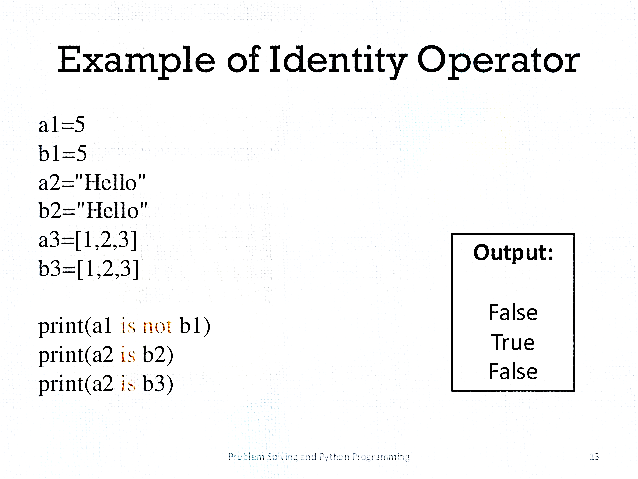 Example of Identity Operator
a1=5
b1=5
a2="Hello"
b2="Hello"
a3=[1,2,3]
b3=[1,2,3]
print(a1 is not b1)
print(a2 is b2)
print(a2 is b3)
Output:
False
True
False
Problem Solving and Python Programming
13